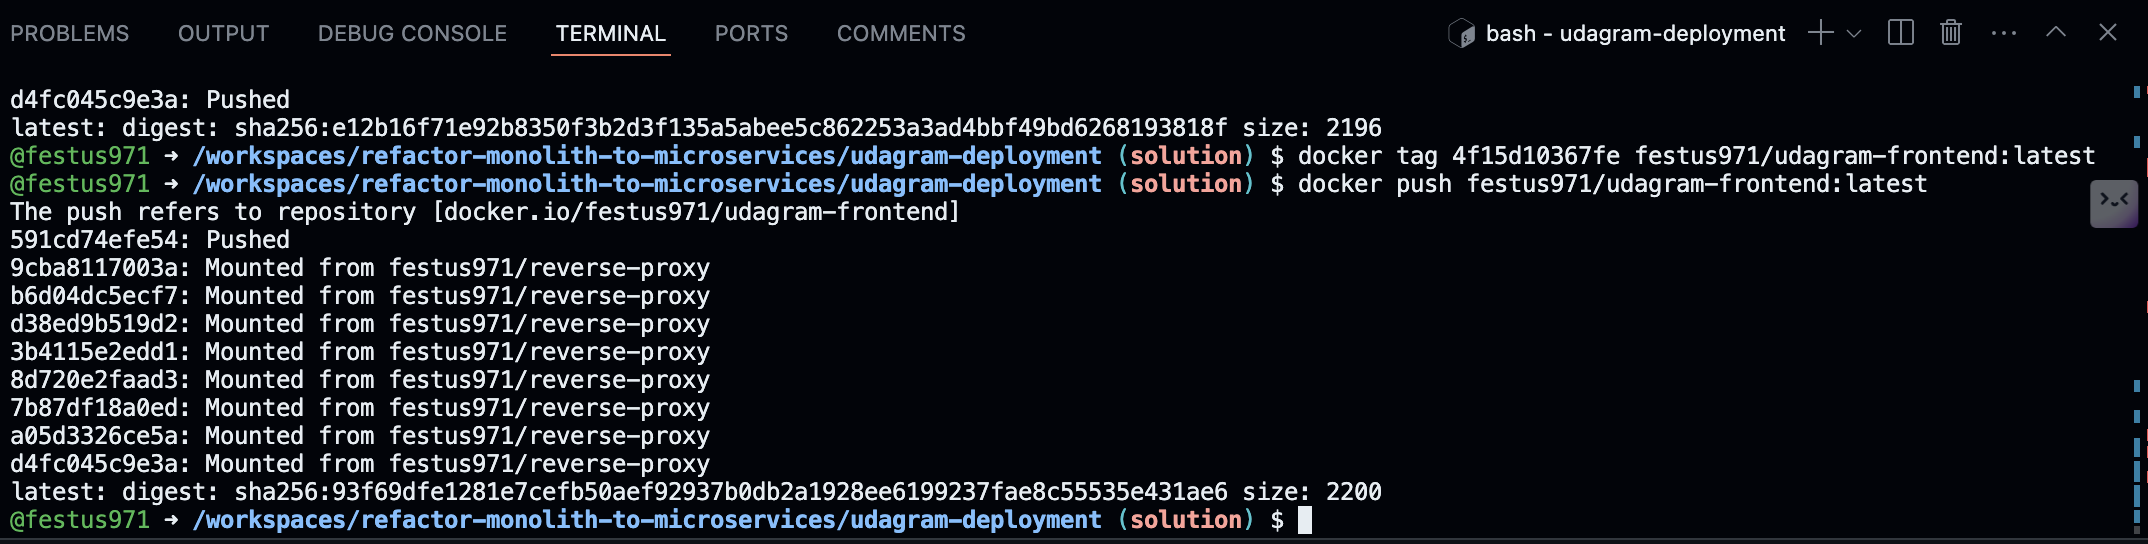 PROBLEMS OUTPUT DEBUG CONSOLE TERMINAL PORTS COMMENTS bash - udagram-deployment
d4fc045c9e3a: Pushed
latest: digest: sha256:e12b16f71e92b8350f3b2d3f135a5abee5c862253a3ad4bbf49bd6268193818f size: 2196
@festus971 → /workspaces/refactor-monolith-to-microservices/udagram-deployment (solution) $ docker tag 4f15d10367fe festus971/udagram-frontend:latest
@festus971 → /workspaces/refactor-monolith-to-microservices/udagram-deployment (solution) $ docker push festus971/udagram-frontend:latest
The push refers to repository [docker.io/festus971/udagram-frontend]
591cd74efe54: Pushed
9cba8117003a: Mounted from festus971/reverse-proxy
b6d04dc5ecf7: Mounted from festus971/reverse-proxy
d38ed9b519d2: Mounted from festus971/reverse-proxy
3b4115e2edd1: Mounted from festus971/reverse-proxy
8d720e2faad3: Mounted from festus971/reverse-proxy
7b87df18a0ed: Mounted from festus971/reverse-proxy
a05d3326ce5a: Mounted from festus971/reverse-proxy
d4fc045c9e3a: Mounted from festus971/reverse-proxy
latest: digest: sha256:93f69dfe1281e7cefb50aef92937b0db2a1928ee6199237fae8c55535e431ae6 size: 2200
@festus971 → /workspaces/refactor-monolith-to-microservices/udagram-deployment (solution) $